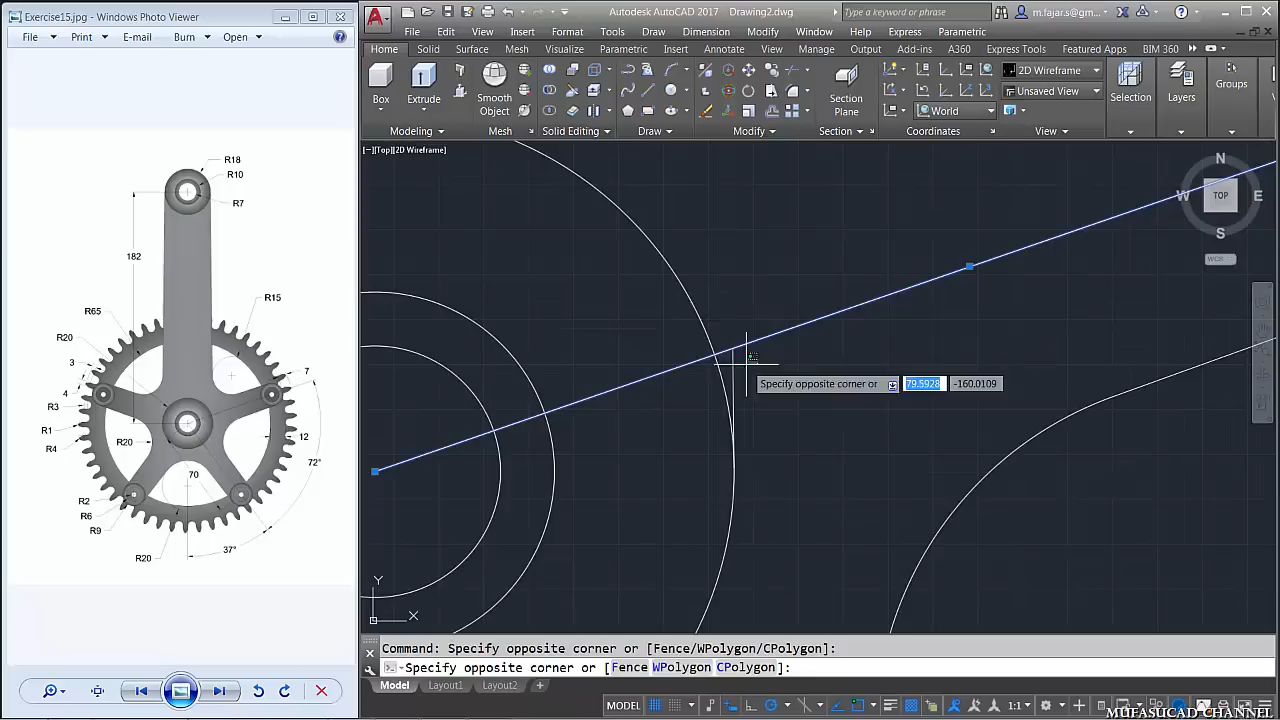 Exercise15.jpg - Windows Photo Viewer
File Print E-mail Burn Open
R18
R10
R7
182
R15
R65
R20
3
7
4
R3
R1
R20
12
R4
72°
70
R2
R6
R9
37°
R20
Autodesk AutoCAD 2017 Drawing2.dwg
Type a keyword or phrase
m.fajar.s@gm...
File Edit View Insert Format Tools Draw Dimension Modify Window Help Express Parametric
Home Solid Surface Mesh Visualize Parametric Insert Annotate View Manage Output Add-ins A360 Express Tools Featured Apps BIM 360
Box
Extrude
Smooth Object
Section Plane
World
2D Wireframe
Unsaved View
Selection
Layers
Groups
Modeling Mesh Solid Editing Draw Modify Section Coordinates View
[−][Top][2D Wireframe]
N
W
TOP
E
S
WCS
Specify opposite corner or 79.5928 -160.0109
Y
X
Command: Specify opposite corner or [Fence/WPolygon/CPolygon]:
Specify opposite corner or [Fence WPolygon CPolygon]:
Model Layout1 Layout2 +
MODEL 1:1
MUFASUCAD CHANNEL